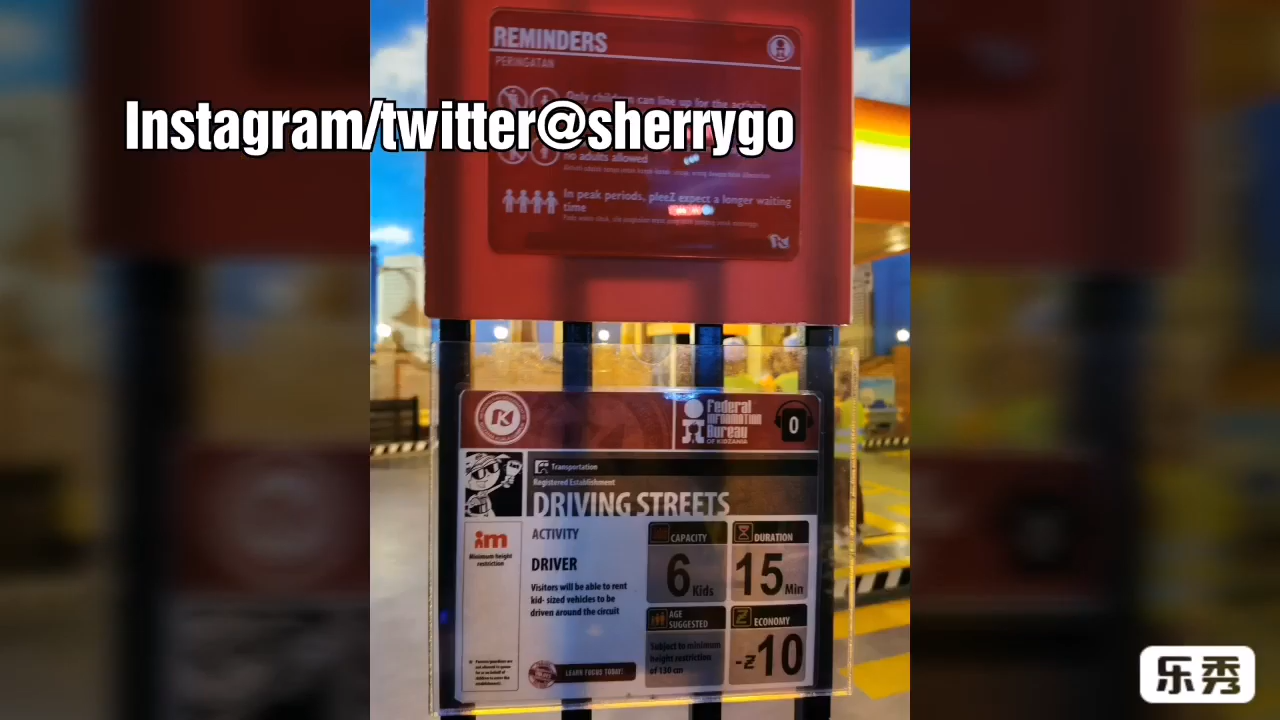 REMINDERS
PERINGATAN
Only children can line up for the activity
Instagram/twitter@sherrygo
no adults allowed
In peak periods, pleeZ expect a longer waiting
time
Federal
Information
Bureau
OF KIDZANIA
0
Transportation
Registered Establishment
DRIVING STREETS
im
Minimum height
restriction
ACTIVITY
DRIVER
Visitors will be able to rent
kid- sized vehicles to be
driven around the circuit
CAPACITY
6 Kids
DURATION
15 Min
AGE
SUGGESTED
Subject to minimum
height restriction
of 130 cm
ECONOMY
-z10
LEARN FOCUS TODAY!
乐秀